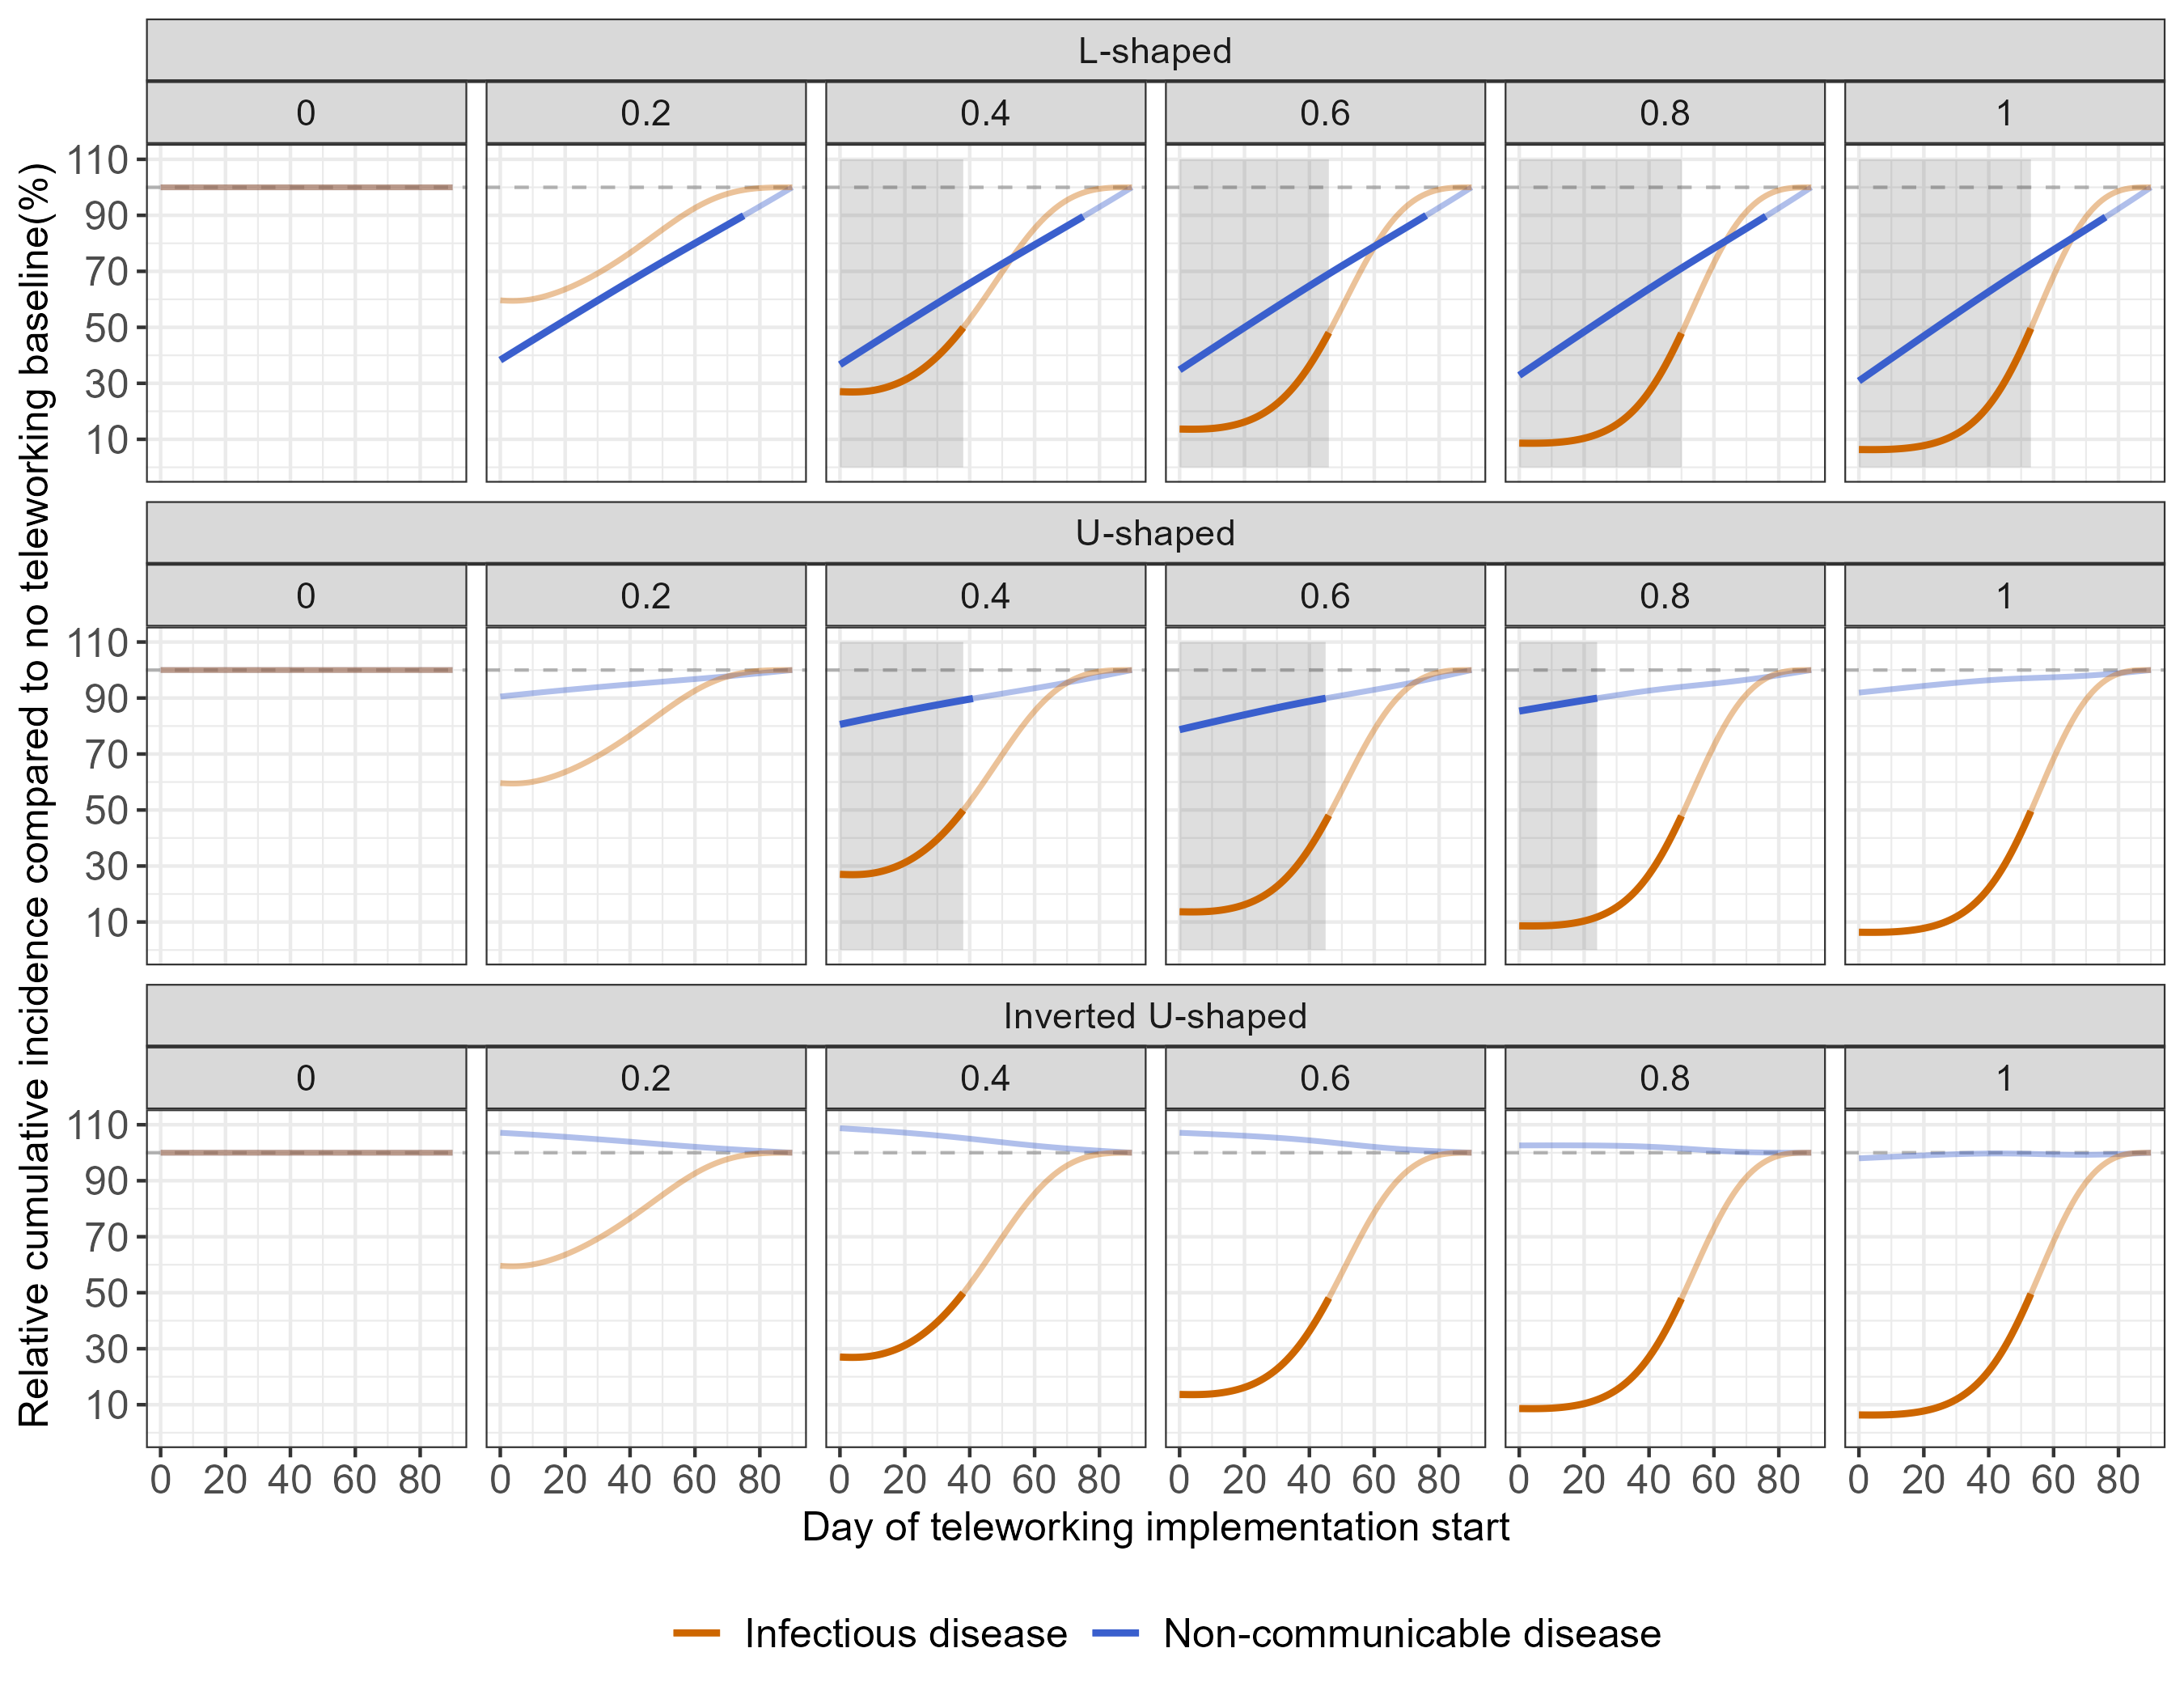 L-shaped
0 0.2 0.4 0.6 0.8 1
110
90
70
50
30
10
U-shaped
0 0.2 0.4 0.6 0.8 1
110
90
70
50
30
10
Inverted U-shaped
0 0.2 0.4 0.6 0.8 1
110
90
70
50
30
10
0 20 40 60 80 0 20 40 60 80 0 20 40 60 80 0 20 40 60 80 0 20 40 60 80 0 20 40 60 80
Relative cumulative incidence compared to no teleworking baseline(%)
Day of teleworking implementation start
Infectious disease Non-communicable disease